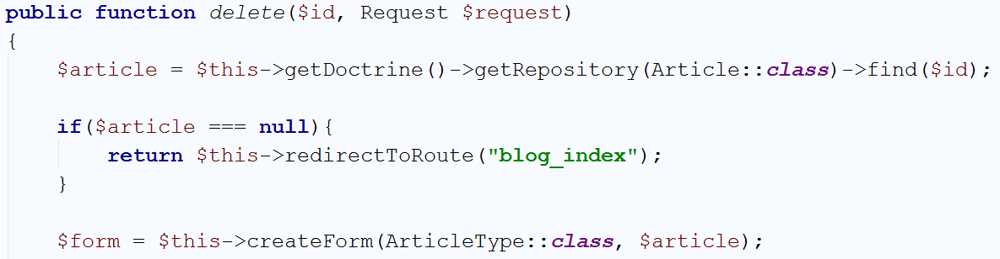 public function delete($id, Request $request)
{
    $article = $this->getDoctrine()->getRepository(Article::class)->find($id);
    if($article === null){
        return $this->redirectToRoute("blog_index");
    }
    $form = $this->createForm(ArticleType::class, $article);